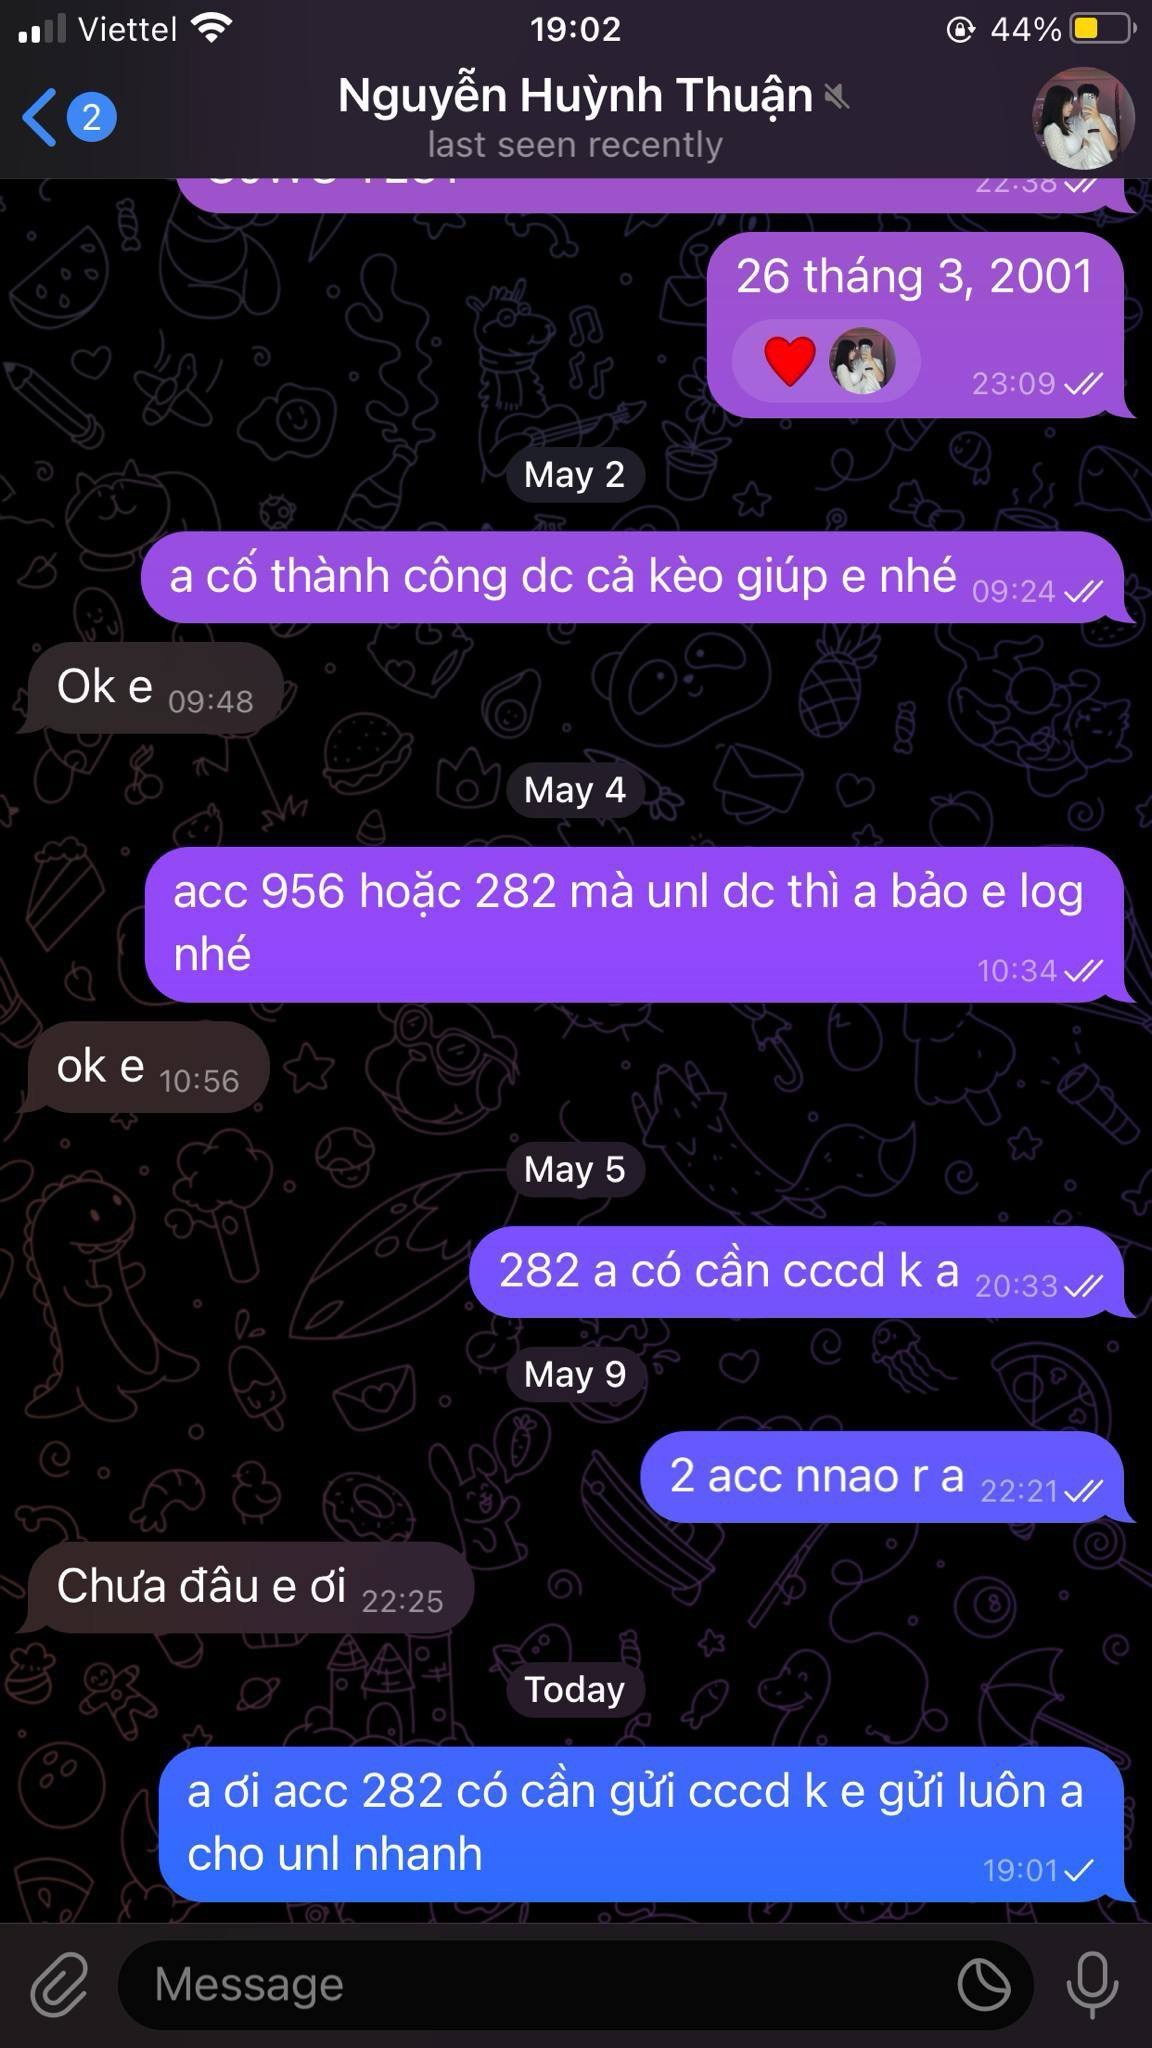 Viettel 19:02 44%
2 Nguyễn Huỳnh Thuận
last seen recently
22:38
26 tháng 3, 2001
23:09
May 2
a cố thành công dc cả kèo giúp e nhé 09:24
Ok e 09:48
May 4
acc 956 hoặc 282 mà unl dc thì a bảo e log
nhé 10:34
ok e 10:56
May 5
282 a có cần cccd k a 20:33
May 9
2 acc nnao r a 22:21
Chưa đâu e ơi 22:25
Today
a ơi acc 282 có cần gửi cccd k e gửi luôn a
cho unl nhanh 19:01
Message